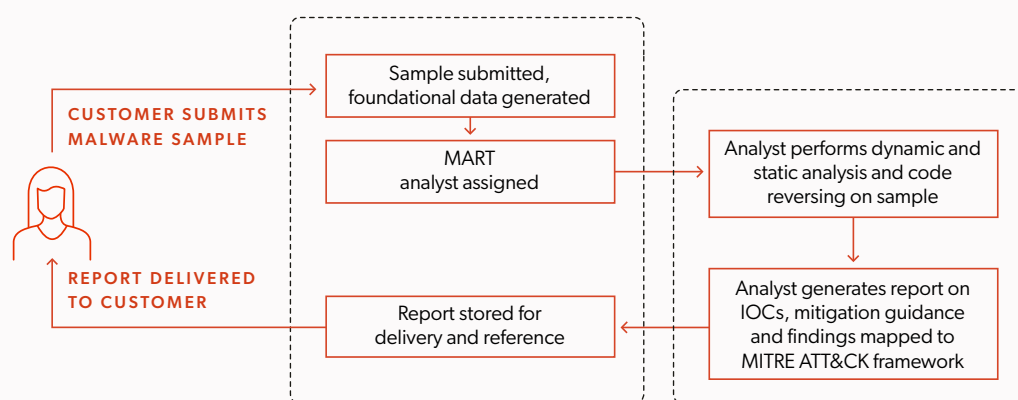 CUSTOMER SUBMITS
MALWARE SAMPLE
Sample submitted,
foundational data generated
MART
analyst assigned
Analyst performs dynamic and
static analysis and code
reversing on sample
Analyst generates report on
IOCs, mitigation guidance
and findings mapped to
MITRE ATT&CK framework
Report stored for
delivery and reference
REPORT DELIVERED
TO CUSTOMER